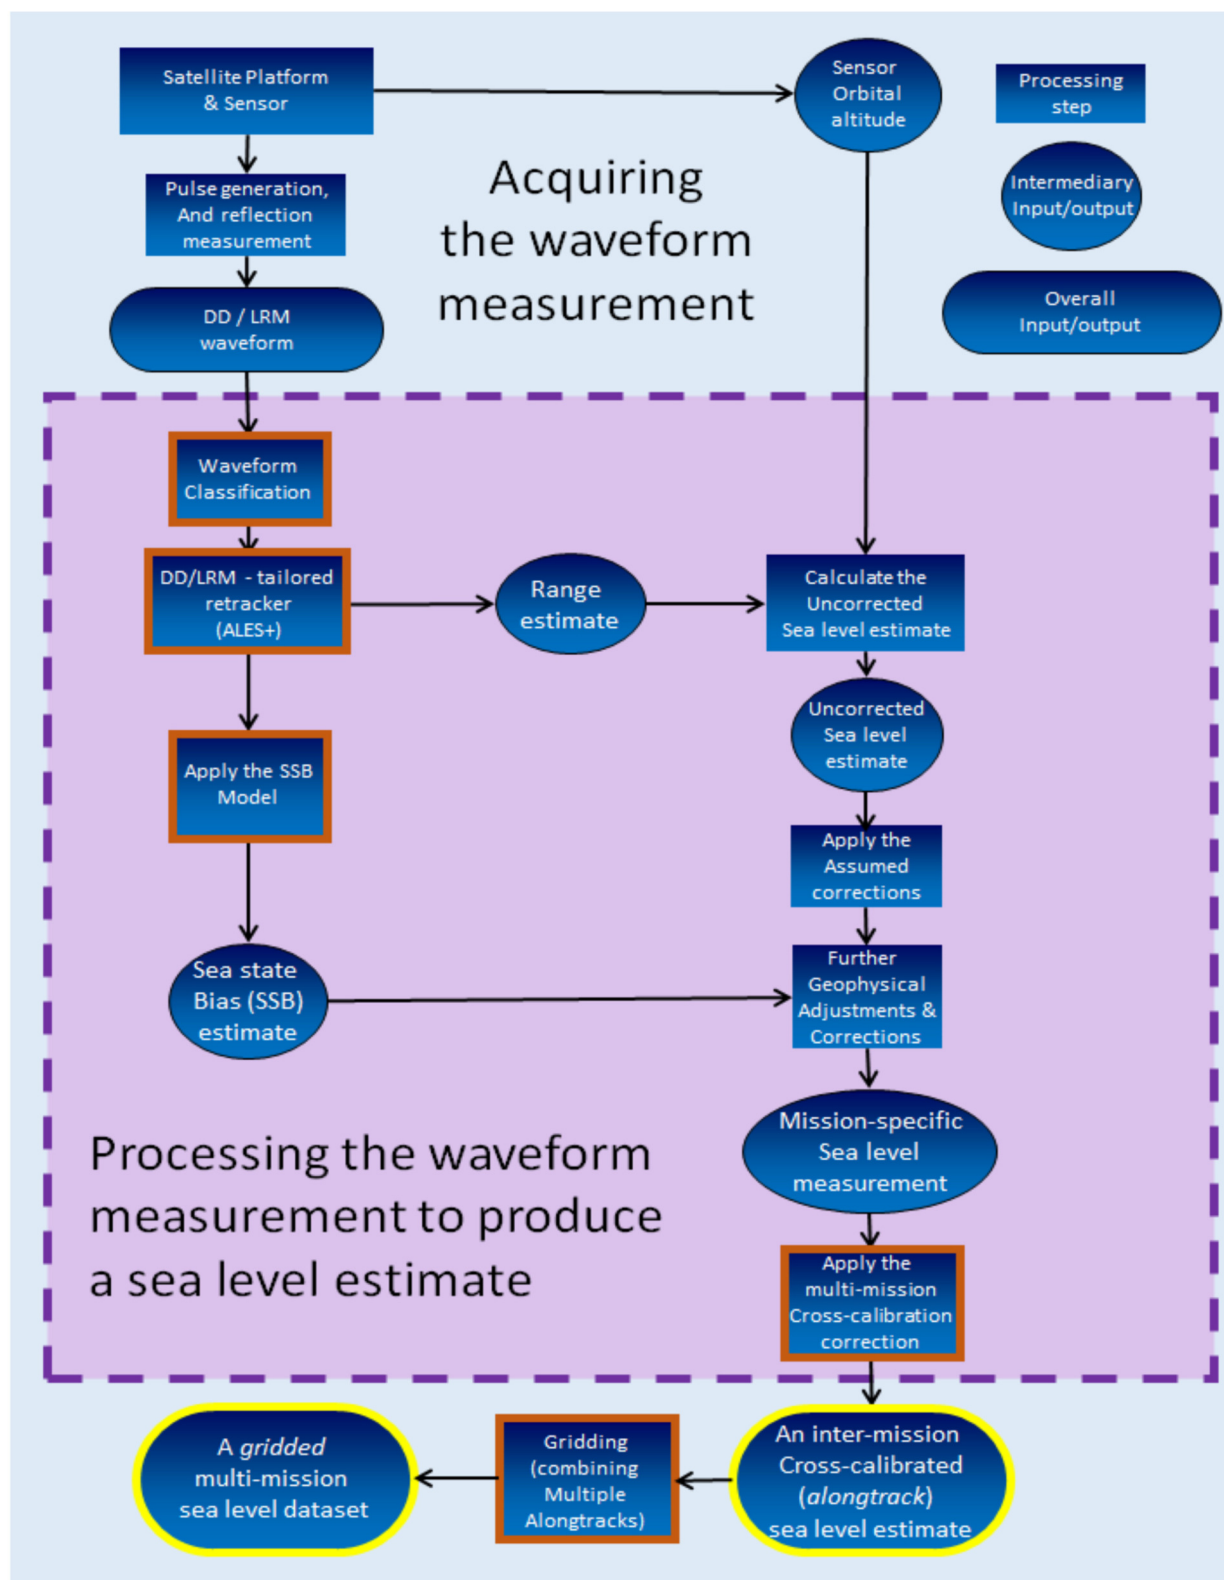 Satellite Platform
& Sensor
Sensor
Orbital
altitude
Processing
step
Pulse generation,
And reflection
measurement
Acquiring
the waveform
measurement
Intermediary
Input/output
DD / LRM
waveform
Overall
Input/output
Waveform
Classification
DD/LRM - tailored
retracker
(ALES+)
Range
estimate
Calculate the
Uncorrected
Sea level estimate
Uncorrected
Sea level
estimate
Apply the SSB
Model
Apply the
Assumed
corrections
Sea state
Bias (SSB)
estimate
Further
Geophysical
Adjustments &
Corrections
Mission-specific
Sea level
measurement
Processing the waveform
measurement to produce
a sea level estimate
Apply the
multi-mission
Cross-calibration
correction
A gridded
multi-mission
sea level dataset
Gridding
(combining
Multiple
Alongtracks)
An inter-mission
Cross-calibrated
(alongtrack)
sea level estimate